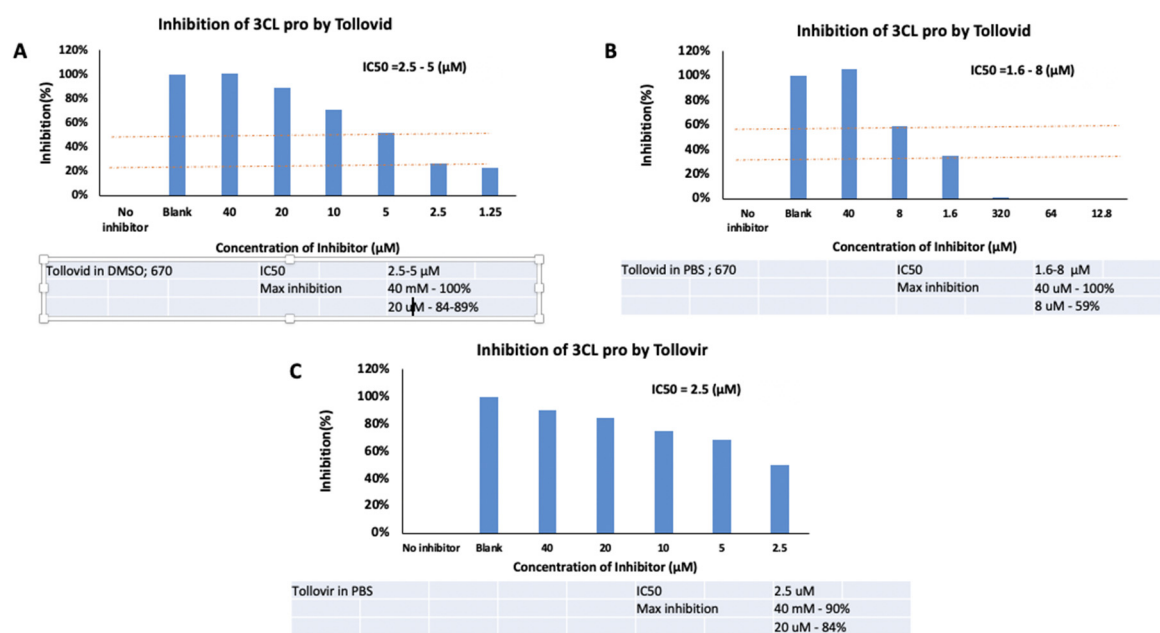 A
Inhibition of 3CL pro by Tollovid
IC50 =2.5 - 5 (µM)
Inhibition(%)
120%
100%
80%
60%
40%
20%
0%
No inhibitor Blank 40 20 10 5 2.5 1.25
Concentration of Inhibitor (µM)
Tollovid in DMSO; 670 IC50 2.5-5 µM
Max inhibition 40 mM - 100%
20 uM - 84-89%
B
Inhibition of 3CL pro by Tollovid
IC50 =1.6 - 8 (µM)
Inhibition(%)
120%
100%
80%
60%
40%
20%
0%
No inhibitor Blank 40 8 1.6 320 64 12.8
Concentration of Inhibitor (µM)
Tollovid in PBS ; 670 IC50 1.6-8 µM
Max inhibition 40 uM - 100%
8 uM - 59%
C
Inhibition of 3CL pro by Tollovir
IC50 = 2.5 (µM)
Inhibition(%)
120%
100%
80%
60%
40%
20%
0%
No inhibitor Blank 40 20 10 5 2.5
Concentration of Inhibitor (µM)
Tollovir in PBS IC50 2.5 uM
Max inhibition 40 mM - 90%
20 uM - 84%